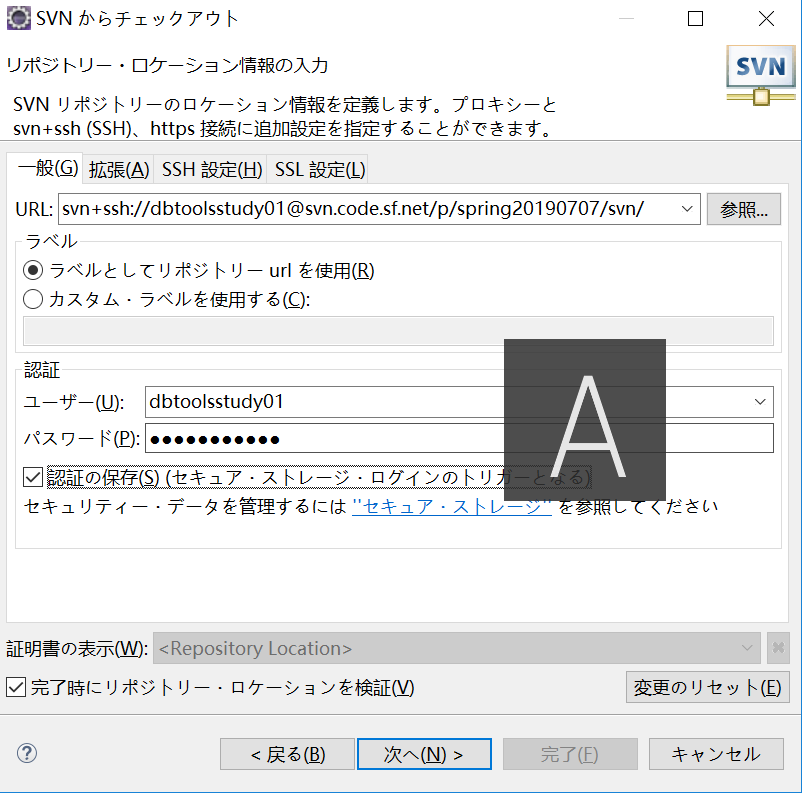 SVN からチェックアウト
リポジトリー・ロケーション情報の入力
SVN リポジトリーのロケーション情報を定義します。プロキシーと
svn+ssh (SSH)、https 接続に追加設定を指定することができます。
SVN
一般(G) 拡張(A) SSH 設定(H) SSL 設定(L)
URL: svn+ssh://dbtoolsstudy01@svn.code.sf.net/p/spring20190707/svn/ 参照...
ラベル
ラベルとしてリポジトリー url を使用(R)
カスタム・ラベルを使用する(C):
認証
ユーザー(U): dbtoolsstudy01
パスワード(P): ●●●●●●●●●●●
A
認証の保存(S) (セキュア・ストレージ・ログインのトリガーとなる)
セキュリティー・データを管理するには ''セキュア・ストレージ'' を参照してください
証明書の表示(W): <Repository Location>
完了時にリポジトリー・ロケーションを検証(V)
変更のリセット(E)
? < 戻る(B) 次へ(N) > 完了(F) キャンセル